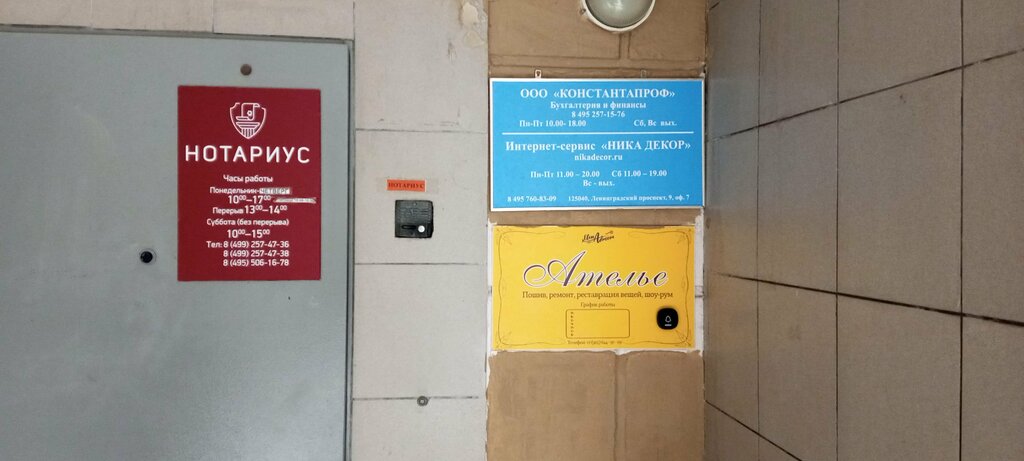 НОТАРИУС
Часы работы
Понедельник-ЧЕТВЕРГ
10⁰⁰–17⁰⁰
Перерыв 13⁰⁰–14⁰⁰
Суббота (без перерыва)
10⁰⁰–15⁰⁰
Тел: 8 (499) 257-47-36
8 (499) 257-47-38
8 (495) 506-16-78
НОТАРИУС
ООО «КОНСТАНТАПРОФ»
Бухгалтерия и финансы
8 495 257-15-76
Пн-Пт 10.00- 18.00 Сб, Вс вых.
Интернет-сервис «НИКА ДЕКОР»
nikadecor.ru
Пн-Пт 11.00 – 20.00 Сб 11.00 – 19.00
Вс - вых.
8 495 760-83-09 125040, Ленинградский проспект, 9, оф. 7
Ателье
Пошив, ремонт, реставрация вещей, шоу-рум
График работы
Телефон: